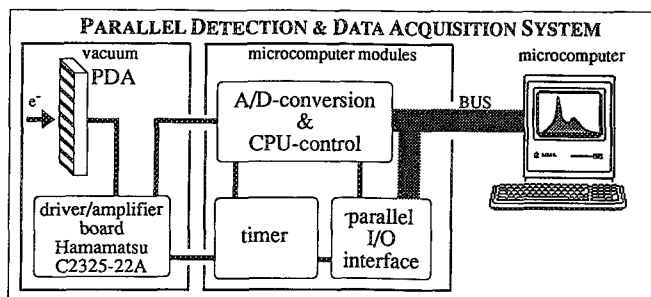 PARALLEL DETECTION & DATA ACQUISITION SYSTEM
vacuum
PDA
e-
driver/amplifier
board
Hamamatsu
C2325-22A
microcomputer modules
A/D-conversion
&
CPU-control
timer
parallel
I/O
interface
BUS
microcomputer